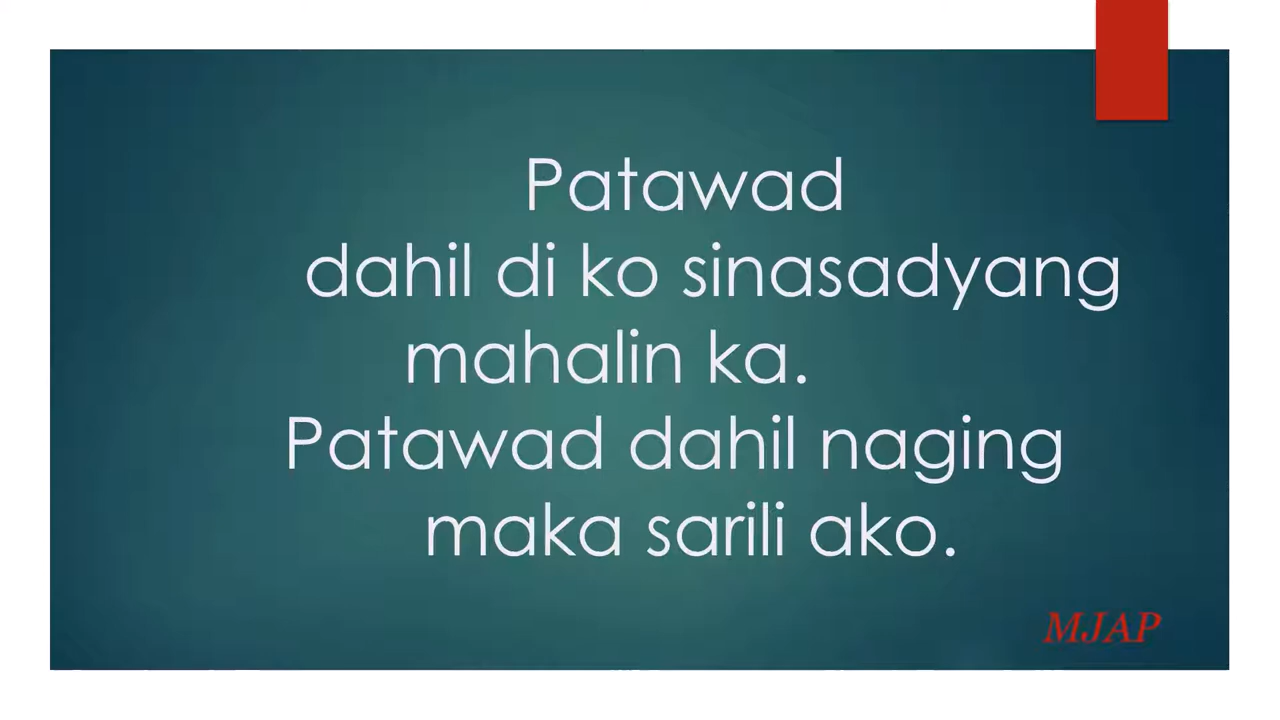 Patawad
dahil di ko sinasadyang
mahalin ka.
Patawad dahil naging
maka sarili ako.
MJAP